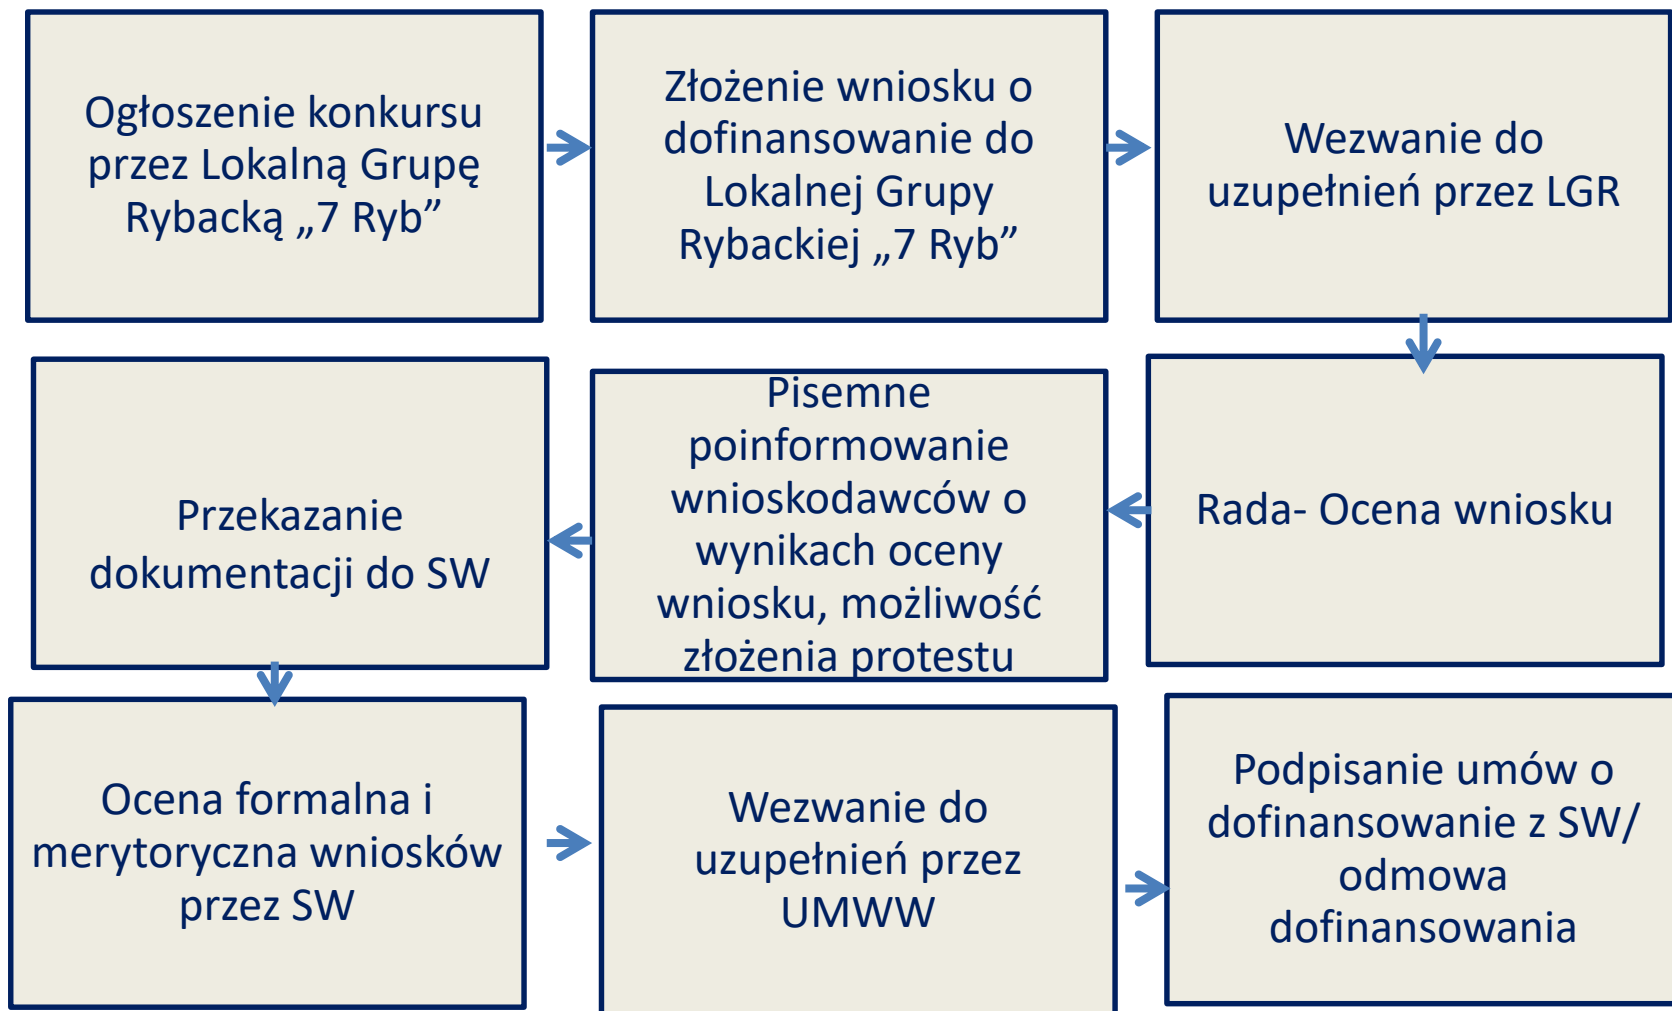 Ogłoszenie konkursu
przez Lokalną Grupę
Rybacką „7 Ryb”
Złożenie wniosku o
dofinansowanie do
Lokalnej Grupy
Rybackiej „7 Ryb”
Wezwanie do
uzupełnień przez LGR
Rada- Ocena wniosku
Pisemne
poinformowanie
wnioskodawców o
wynikach oceny
wniosku, możliwość
złożenia protestu
Przekazanie
dokumentacji do SW
Ocena formalna i
merytoryczna wniosków
przez SW
Wezwanie do
uzupełnień przez
UMWW
Podpisanie umów o
dofinansowanie z SW/
odmowa
dofinansowania